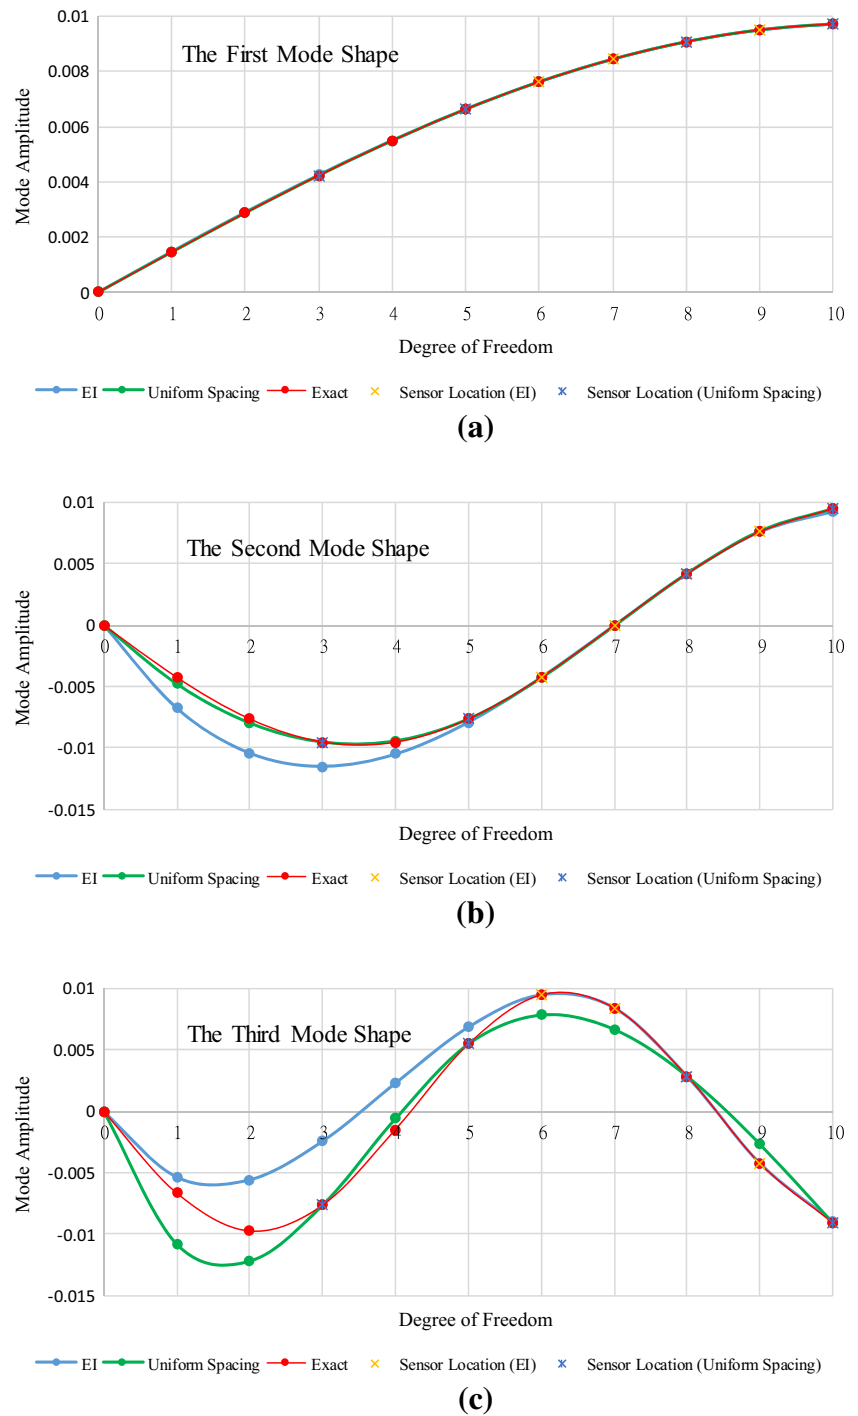 0.01
The First Mode Shape
0.008
0.006
0.004
0.002
0
Mode Amplitude
0 1 2 3 4 5 6 7 8 9 10
Degree of Freedom
EI Uniform Spacing Exact Sensor Location (EI) Sensor Location (Uniform Spacing)
(a)
0.01
The Second Mode Shape
0.005
0
-0.005
-0.01
-0.015
Mode Amplitude
0 1 2 3 4 5 6 7 8 9 10
Degree of Freedom
EI Uniform Spacing Exact Sensor Location (EI) Sensor Location (Uniform Spacing)
(b)
0.01
The Third Mode Shape
0.005
0
-0.005
-0.01
-0.015
Mode Amplitude
0 1 2 3 4 5 6 7 8 9 10
Degree of Freedom
EI Uniform Spacing Exact Sensor Location (EI) Sensor Location (Uniform Spacing)
(c)